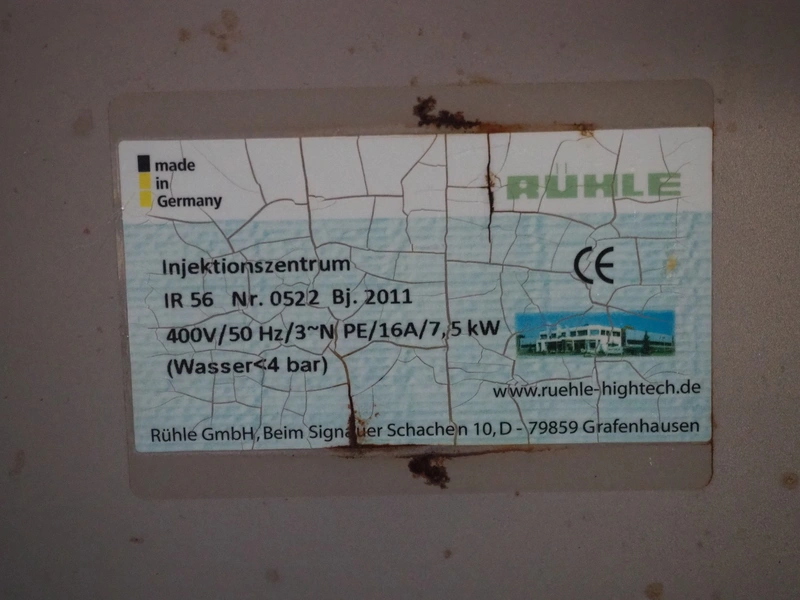 made
in
Germany
RÜHLE
Injektionszentrum
CE
IR 56 Nr. 0522 Bj. 2011
400V/50 Hz/3~N PE/16A/7,5 kW
(Wasser<4 bar)
www.ruehle-hightech.de
Rühle GmbH, Beim Signauer Schachen 10, D - 79859 Grafenhausen